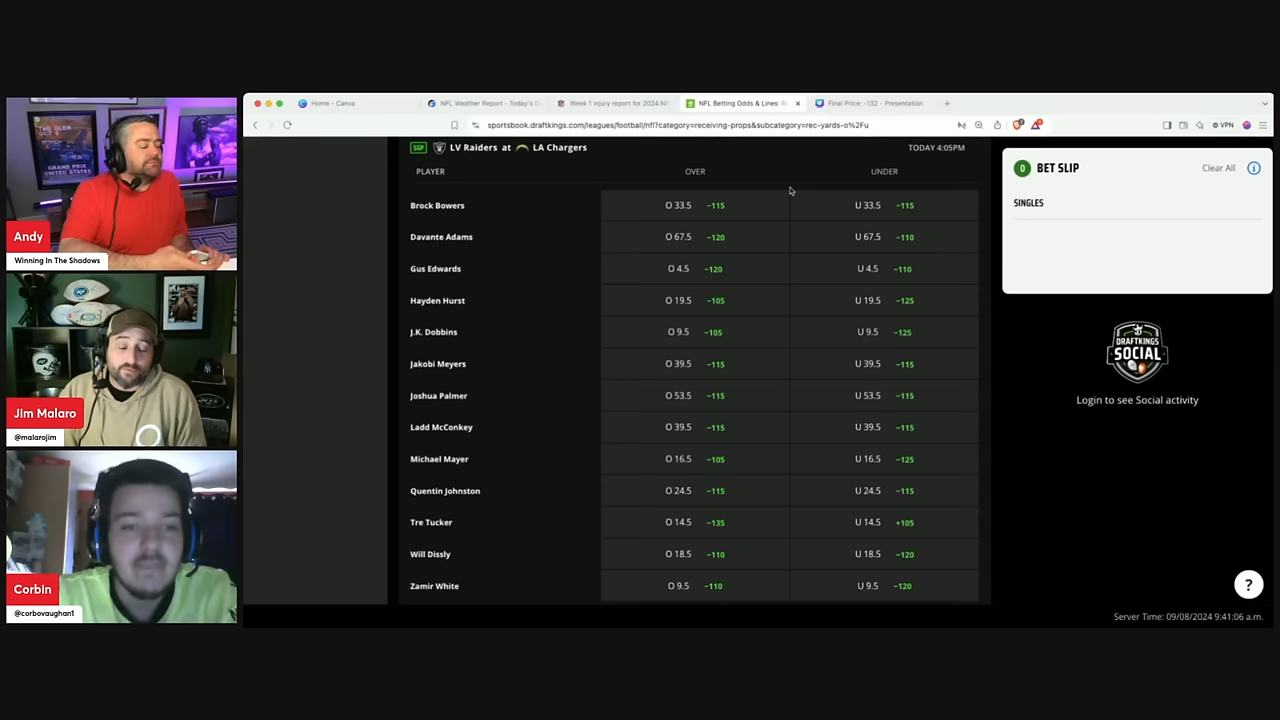 Home - Canva
NFL Weather Report - Today's D
Week 1 injury report for 2024 NF
NFL Betting Odds & Lines: R
Final Price: -132 - Presentation
sportsbook.draftkings.com/leagues/football/nfl?category=receiving-props&subcategory=rec-yards-o%2Fu
VPN
SGP LV Raiders at LA Chargers TODAY 4:05PM
PLAYER OVER UNDER
Brock Bowers O 33.5 -115 U 33.5 -115
Davante Adams O 67.5 -120 U 67.5 -110
Gus Edwards O 4.5 -120 U 4.5 -110
Hayden Hurst O 19.5 -105 U 19.5 -125
J.K. Dobbins O 9.5 -105 U 9.5 -125
Jakobi Meyers O 39.5 -115 U 39.5 -115
Joshua Palmer O 53.5 -115 U 53.5 -115
Ladd McConkey O 39.5 -115 U 39.5 -115
Michael Mayer O 16.5 -105 U 16.5 -125
Quentin Johnston O 24.5 -115 U 24.5 -115
Tre Tucker O 14.5 -135 U 14.5 +105
Will Dissly O 18.5 -110 U 18.5 -120
Zamir White O 9.5 -110 U 9.5 -120
0 BET SLIP Clear All
SINGLES
DRAFTKINGS
SOCIAL
Login to see Social activity
?
Server Time: 09/08/2024 9:41:06 a.m.
GRAND PRIX
UNITED STATES
Andy
Winning In The Shadows
Jim Malaro
@malarojim
Corbin
@corbovaughan1